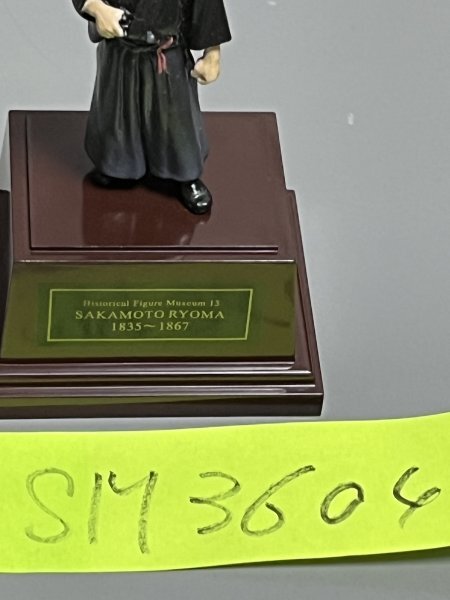 Historical Figure Museum 13
SAKAMOTO RYOMA
1835～1867
SM3604